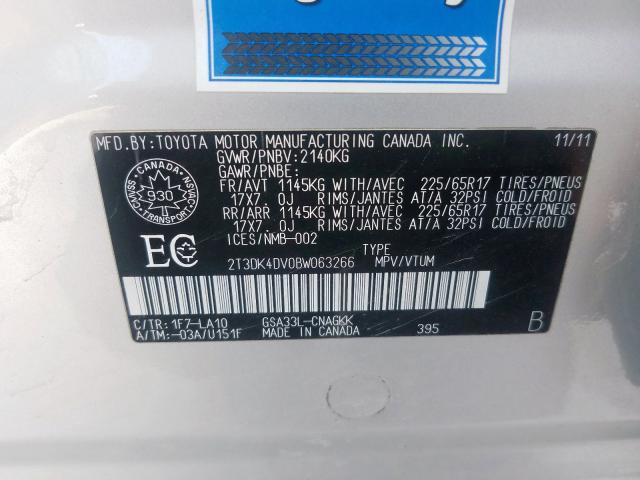 MFD.BY:TOYOTA MOTOR MANUFACTURING CANADA INC. 11/11
GVWR/PNBV:2140KG
GAWR/PNBE:
FR/AVT 1145KG WITH/AVEC 225/65R17 TIRES/PNEUS
17X7.0J RIMS/JANTES AT/A 32PSI COLD/FROID
RR/ARR 1145KG WITH/AVEC 225/65R17 TIRES/PNEUS
17X7.0J RIMS/JANTES AT/A 32PSI COLD/FROID
ICES/NMB-002
TYPE
2T3DK4DV0BW063266 MPV/VTUM
CANADA
930
TRANSPORT
CMVSS
NSVAC
EC
C/TR: 1F7-LA10 GSA33L-CNAGKK
A/TM:-03A/U151F MADE IN CANADA 395 B